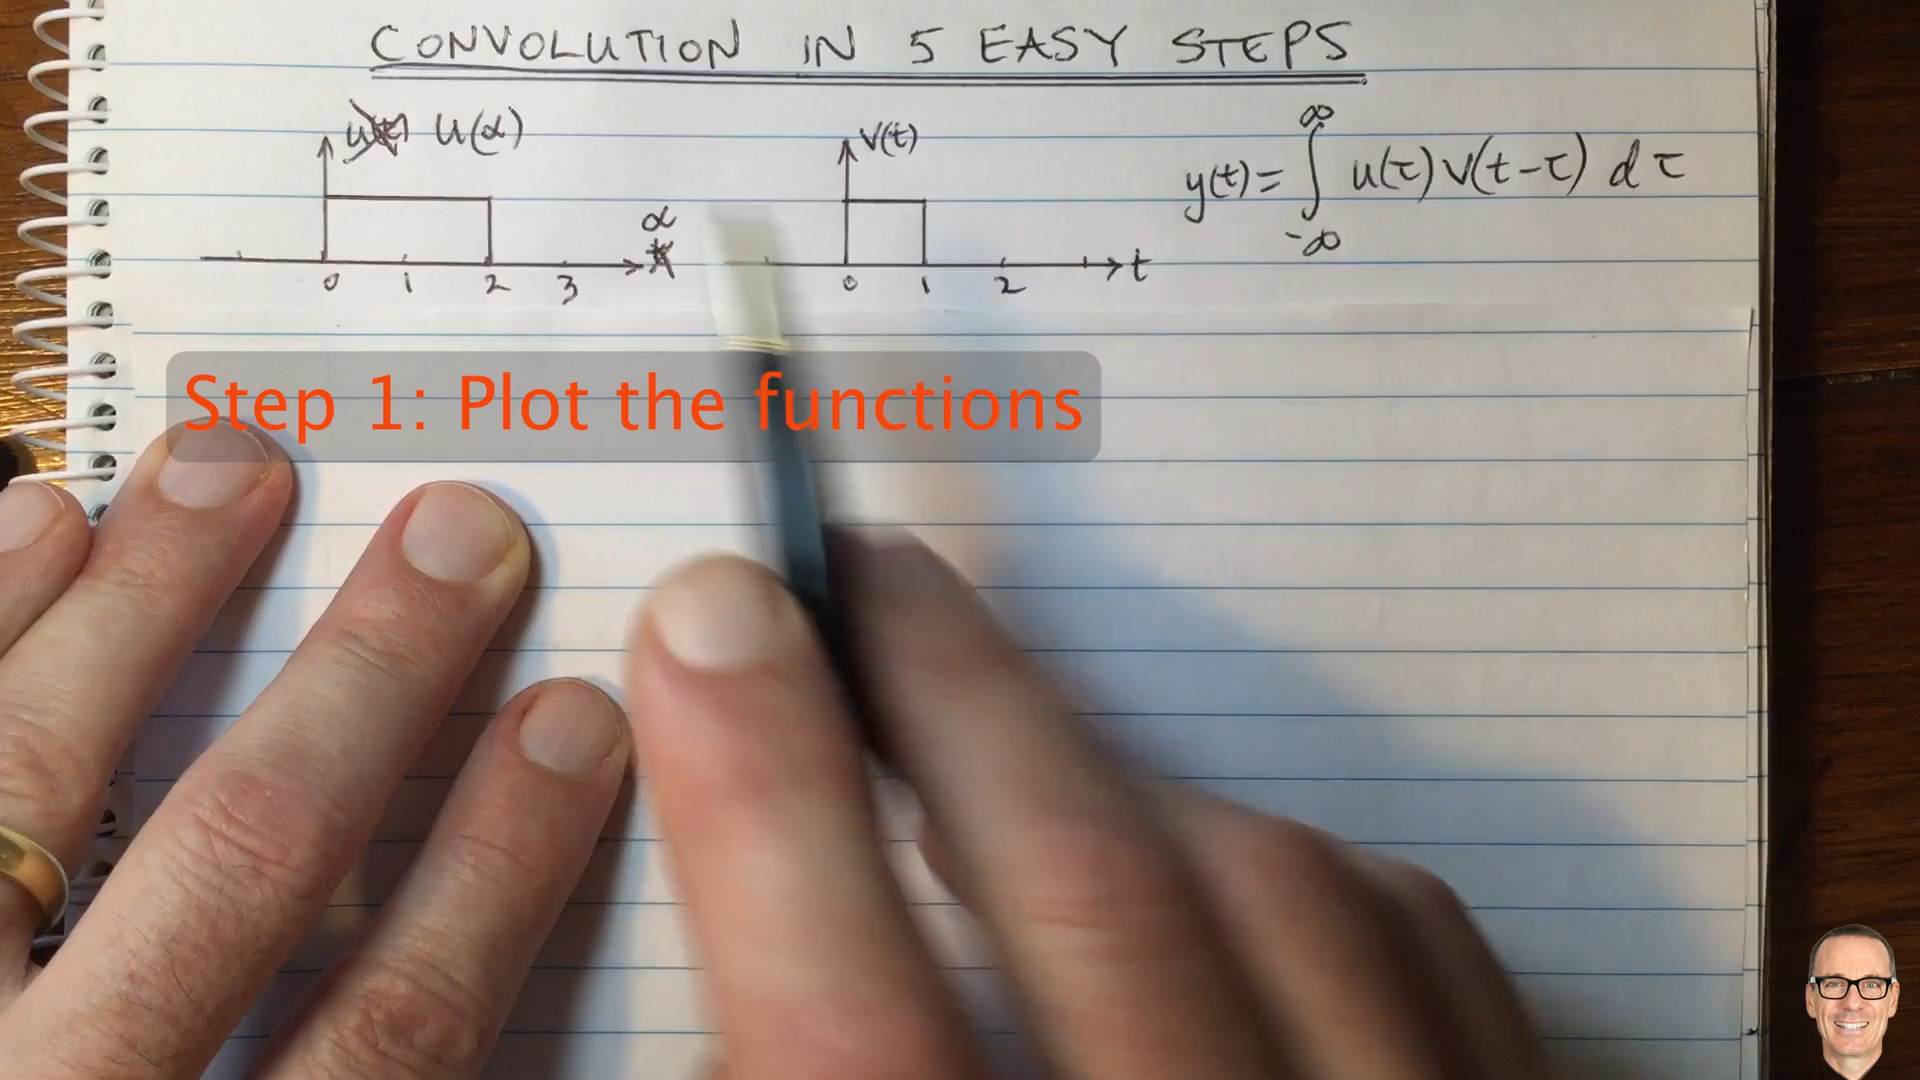 CONVOLUTION IN 5 EASY STEPS
u(α)
v(t)
y(t) = ∫ u(τ) v(t-τ) dτ
∞
-∞
α
t
0 1 2 3
0 1 2
Step 1: Plot the functions